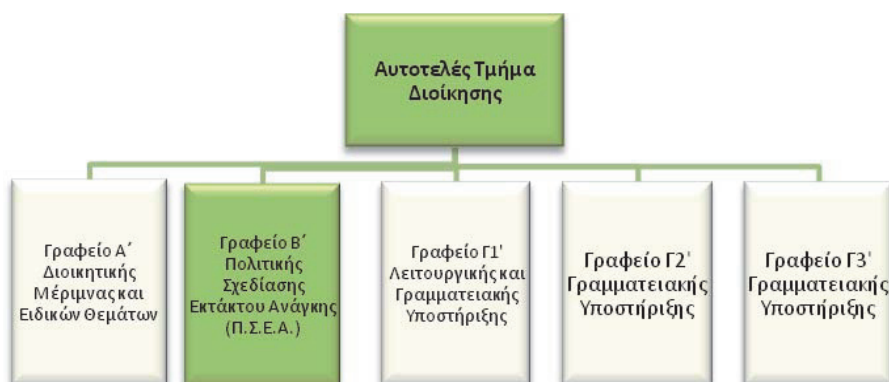 Αυτοτελές Τμήμα
Διοίκησης
Γραφείο Α΄
Διοικητικής
Μέριμνας και
Ειδικών Θεμάτων
Γραφείο Β΄
Πολιτικής
Σχεδίασης
Εκτάκτου Ανάγκης
(Π.Σ.Ε.Α.)
Γραφείο Γ1'
Λειτουργικής και
Γραμματειακής
Υποστήριξης
Γραφείο Γ2'
Γραμματειακής
Υποστήριξης
Γραφείο Γ3'
Γραμματειακής
Υποστήριξης